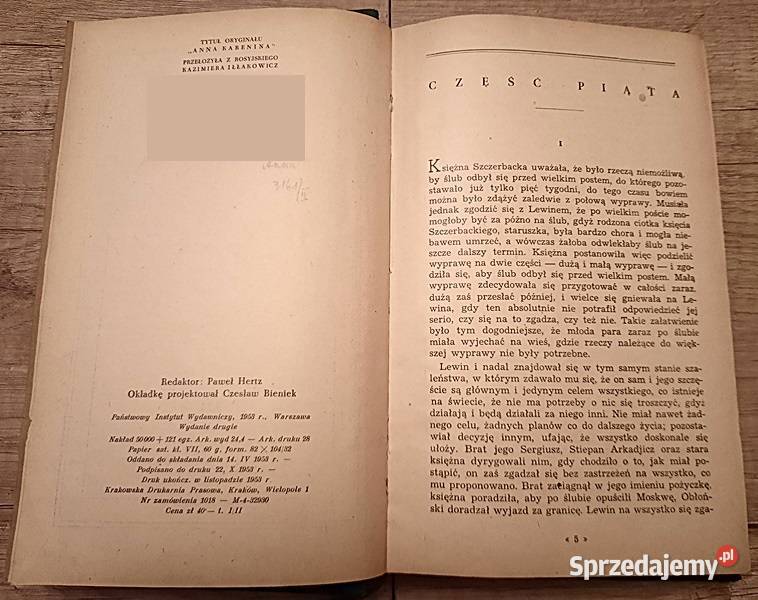 TYTUŁ ORYGINAŁU
„ANNA KARENINA"
PRZEŁOŻYŁA Z ROSYJSKIEGO
KAZIMIERA IŁŁAKOWICZ
3161/II
Redaktor: Paweł Hertz
Okładkę projektował Czesław Bieniek
Państwowy Instytut Wydawniczy, 1953 r., Warszawa
Wydanie drugie
Nakład 50 000 + 121 egz. Ark. wyd 24,4 — Ark. druku 28
Papier sat. kl. VII, 60 g, form. 82 × 104/32
Oddano do składania dnia 14. IV 1953 r. —
Podpisano do druku 22, X 1953 r. —
Druk ukończ. w listopadzie 1953 r
Krakowska Drukarnia Prasowa, Kraków, Wielopole 1
Nr zamówienia 1018 — M-4-32930
Cena zł 40 — t. I/II
CZĘŚĆ PIĄTA
I
Księżna Szczerbacka uważała, że było rzeczą niemożliwą,
by ślub odbył się przed wielkim postem, do którego pozo-
stawało już tylko pięć tygodni, do tego czasu bowiem
można było zdążyć zaledwie z połową wyprawy. Musiała
jednak zgodzić się z Lewinem, że po wielkim poście mo-
mogłoby być za późno na ślub, gdyż rodzona ciotka księcia
Szczerbackiego, staruszka, była bardzo chora i mogła nie-
bawem umrzeć, a wówczas żałoba odwlekłaby ślub na je-
szcze dalszy termin. Księżna postanowiła więc podzielić
wyprawę na dwie części — dużą i małą wyprawę — i zgo-
dziła się, aby ślub odbył się przed wielkim postem. Małą
wyprawę zdecydowała się przygotować w całości zaraz,
dużą zaś przesłać później, i wielce się gniewała na Le-
wina, gdy ten absolutnie nie potrafił odpowiedzieć jej
serio, czy się na to zgadza, czy też nie. Takie załatwienie
było tym dogodniejsze, że młoda para zaraz po ślubie
miała wyjechać na wieś, gdzie rzeczy należące do więk-
szej wyprawy nie były potrzebne.
Lewin i nadal znajdował się w tym samym stanie sza-
leństwa, w którym zdawało mu się, że on sam i jego szczę-
ście są głównym i jedynym celem wszystkiego, co istnieje
na świecie, że nie ma potrzeby o nic się troszczyć, gdyż
działają i będą działali za niego inni. Nie miał nawet żad-
nego celu, żadnych planów co do dalszego życia; pozosta-
wiał decyzję innym, ufając, że wszystko doskonale się
ułoży. Brat jego Sergiusz, Stiepan Arkadjicz oraz stara
księżna dyrygowali nim, gdy chodziło o to, jak miał po-
stąpić, on zaś zgadzał się bez zastrzeżeń na wszystko, co
mu proponowano. Brat zaciągnął w jego imieniu pożyczkę,
księżna poradziła, aby po ślubie opuścili Moskwę, Obłoń-
ski doradzał wyjazd za granicę. Lewin na wszystko się zga-
« 5 »
Sprzedajemy.pl